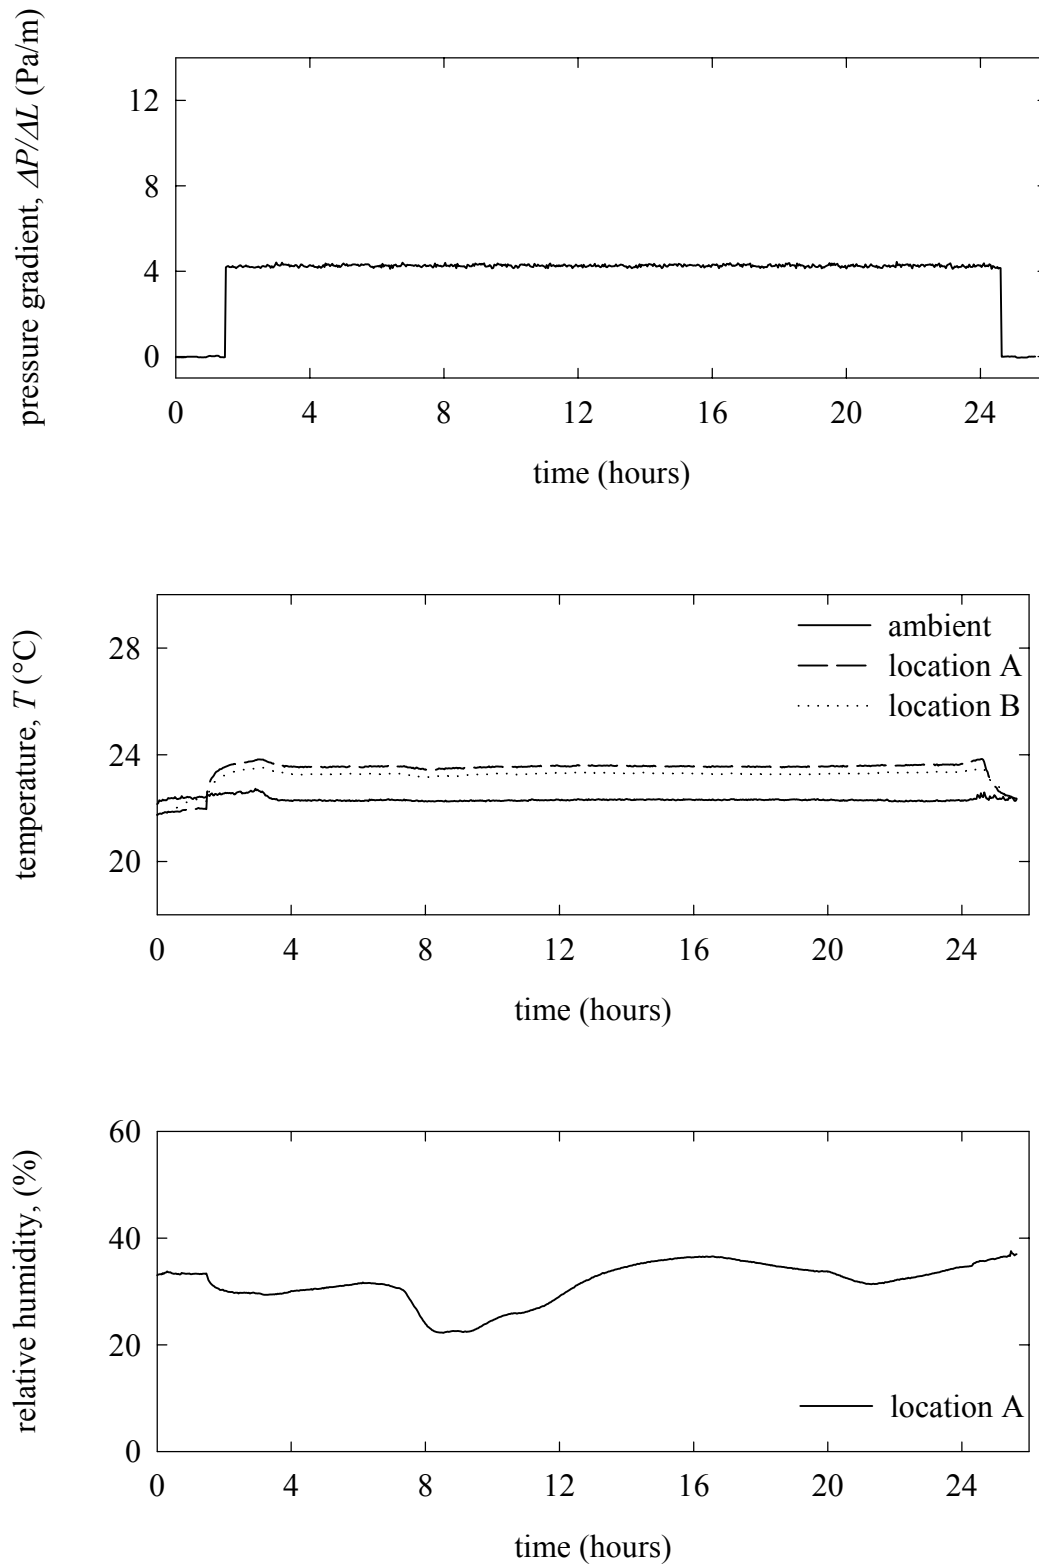 pressure gradient, ΔP/ΔL (Pa/m)
12
8
4
0
0 4 8 12 16 20 24
time (hours)
temperature, T (°C)
28
24
20
ambient
location A
location B
0 4 8 12 16 20 24
time (hours)
relative humidity, (%)
60
40
20
0
location A
0 4 8 12 16 20 24
time (hours)